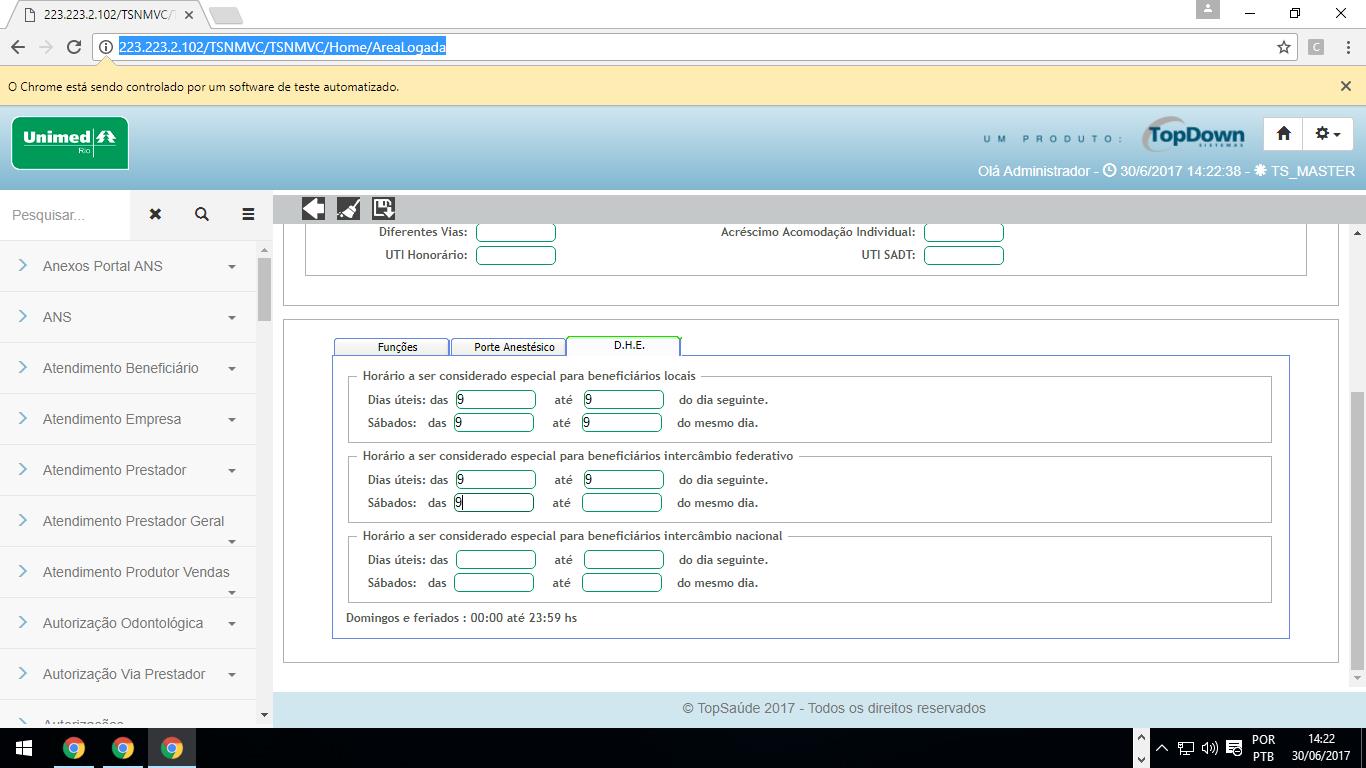 223.223.2.102/TSNMVC/T
223.223.2.102/TSNMVC/TSNMVC/Home/AreaLogada
C
O Chrome está sendo controlado por um software de teste automatizado.
Unimed
Rio
UM PRODUTO:
TopDown
SISTEMAS
Olá Administrador - 30/6/2017 14:22:38 - TS_MASTER
Pesquisar...
Anexos Portal ANS
ANS
Atendimento Beneficiário
Atendimento Empresa
Atendimento Prestador
Atendimento Prestador Geral
Atendimento Produtor Vendas
Autorização Odontológica
Autorização Via Prestador
Autorizações
Diferentes Vias: Acréscimo Acomodação Individual:
UTI Honorário: UTI SADT:
Funções Porte Anestésico D.H.E.
Horário a ser considerado especial para beneficiários locais
Dias úteis: das 9 até 9 do dia seguinte.
Sábados: das 9 até 9 do mesmo dia.
Horário a ser considerado especial para beneficiários intercâmbio federativo
Dias úteis: das 9 até 9 do dia seguinte.
Sábados: das 9 até do mesmo dia.
Horário a ser considerado especial para beneficiários intercâmbio nacional
Dias úteis: das até do dia seguinte.
Sábados: das até do mesmo dia.
Domingos e feriados : 00:00 até 23:59 hs
© TopSaúde 2017 - Todos os direitos reservados
POR 14:22
PTB 30/06/2017